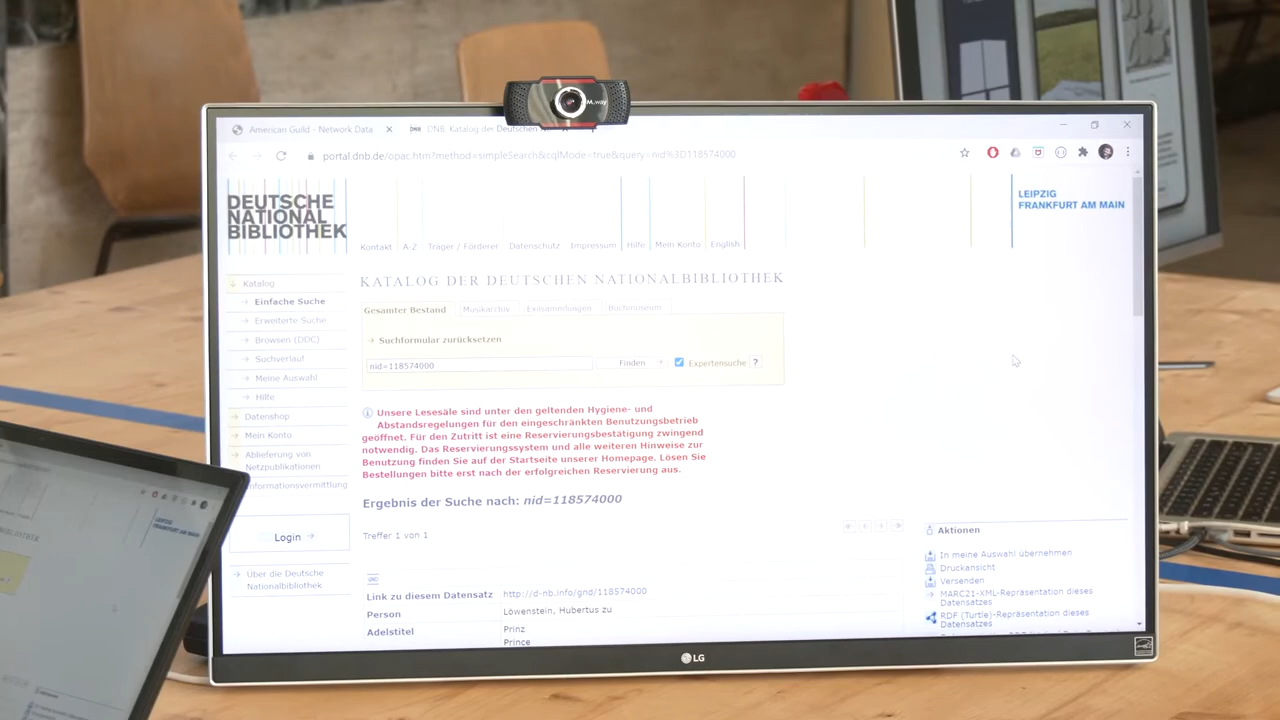 M.way
American Guild - Network Data
DNB, Katalog der Deutschen
portal.dnb.de/opac.htm?method=simpleSearch&cqlMode=true&query=nid%3D118574000
DEUTSCHE
NATIONAL
BIBLIOTHEK
LEIPZIG
FRANKFURT AM MAIN
Kontakt A-Z Träger / Förderer Datenschutz Impressum Hilfe Mein Konto English
KATALOG DER DEUTSCHEN NATIONALBIBLIOTHEK
Katalog
Einfache Suche
Erweiterte Suche
Browsen (DDC)
Suchverlauf
Meine Auswahl
Hilfe
Datenshop
Mein Konto
Ablieferung von
Netzpublikationen
Informationsvermittlung
Login
Über die Deutsche
Nationalbibliothek
Gesamter Bestand Musikarchiv Exilsammlungen Buchmuseum
Suchformular zurücksetzen
nid=118574000 Finden Expertensuche ?
Unsere Lesesäle sind unter den geltenden Hygiene- und
Abstandsregelungen für den eingeschränkten Benutzungsbetrieb
geöffnet. Für den Zutritt ist eine Reservierungsbestätigung zwingend
notwendig. Das Reservierungssystem und alle weiteren Hinweise zur
Benutzung finden Sie auf der Startseite unserer Homepage. Lösen Sie
Bestellungen bitte erst nach der erfolgreichen Reservierung aus.
Ergebnis der Suche nach: nid=118574000
Treffer 1 von 1
Link zu diesem Datensatz http://d-nb.info/gnd/118574000
Person Löwenstein, Hubertus zu
Adelstitel Prinz
Prince
Aktionen
In meine Auswahl übernehmen
Druckansicht
Versenden
MARC21-XML-Repräsentation dieses
Datensatzes
RDF (Turtle)-Repräsentation dieses
Datensatzes
LG
LEIPZIG
FRANKFURT AM MAIN